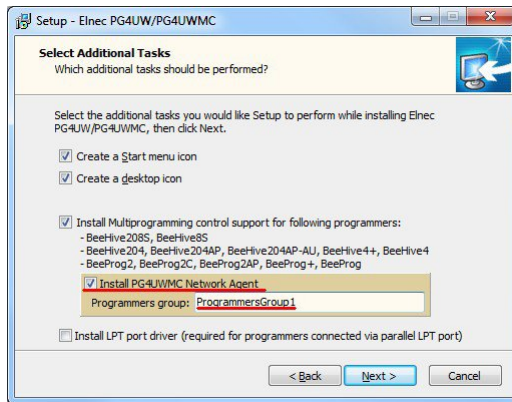 Setup - Elnec PG4UW/PG4UWMC
Select Additional Tasks
Which additional tasks should be performed?
Select the additional tasks you would like Setup to perform while installing Elnec
PG4UW/PG4UWMC, then click Next.
Create a Start menu icon
Create a desktop icon
Install Multiprogramming control support for following programmers:
- BeeHive208S, BeeHive8S
- BeeHive204, BeeHive204AP, BeeHive204AP-AU, BeeHive4+, BeeHive4
- BeeProg2, BeeProg2C, BeeProg2AP, BeeProg+, BeeProg
Install PG4UWMC Network Agent
Programmers group: ProgrammersGroup1
Install LPT port driver (required for programmers connected via parallel LPT port)
< Back Next > Cancel